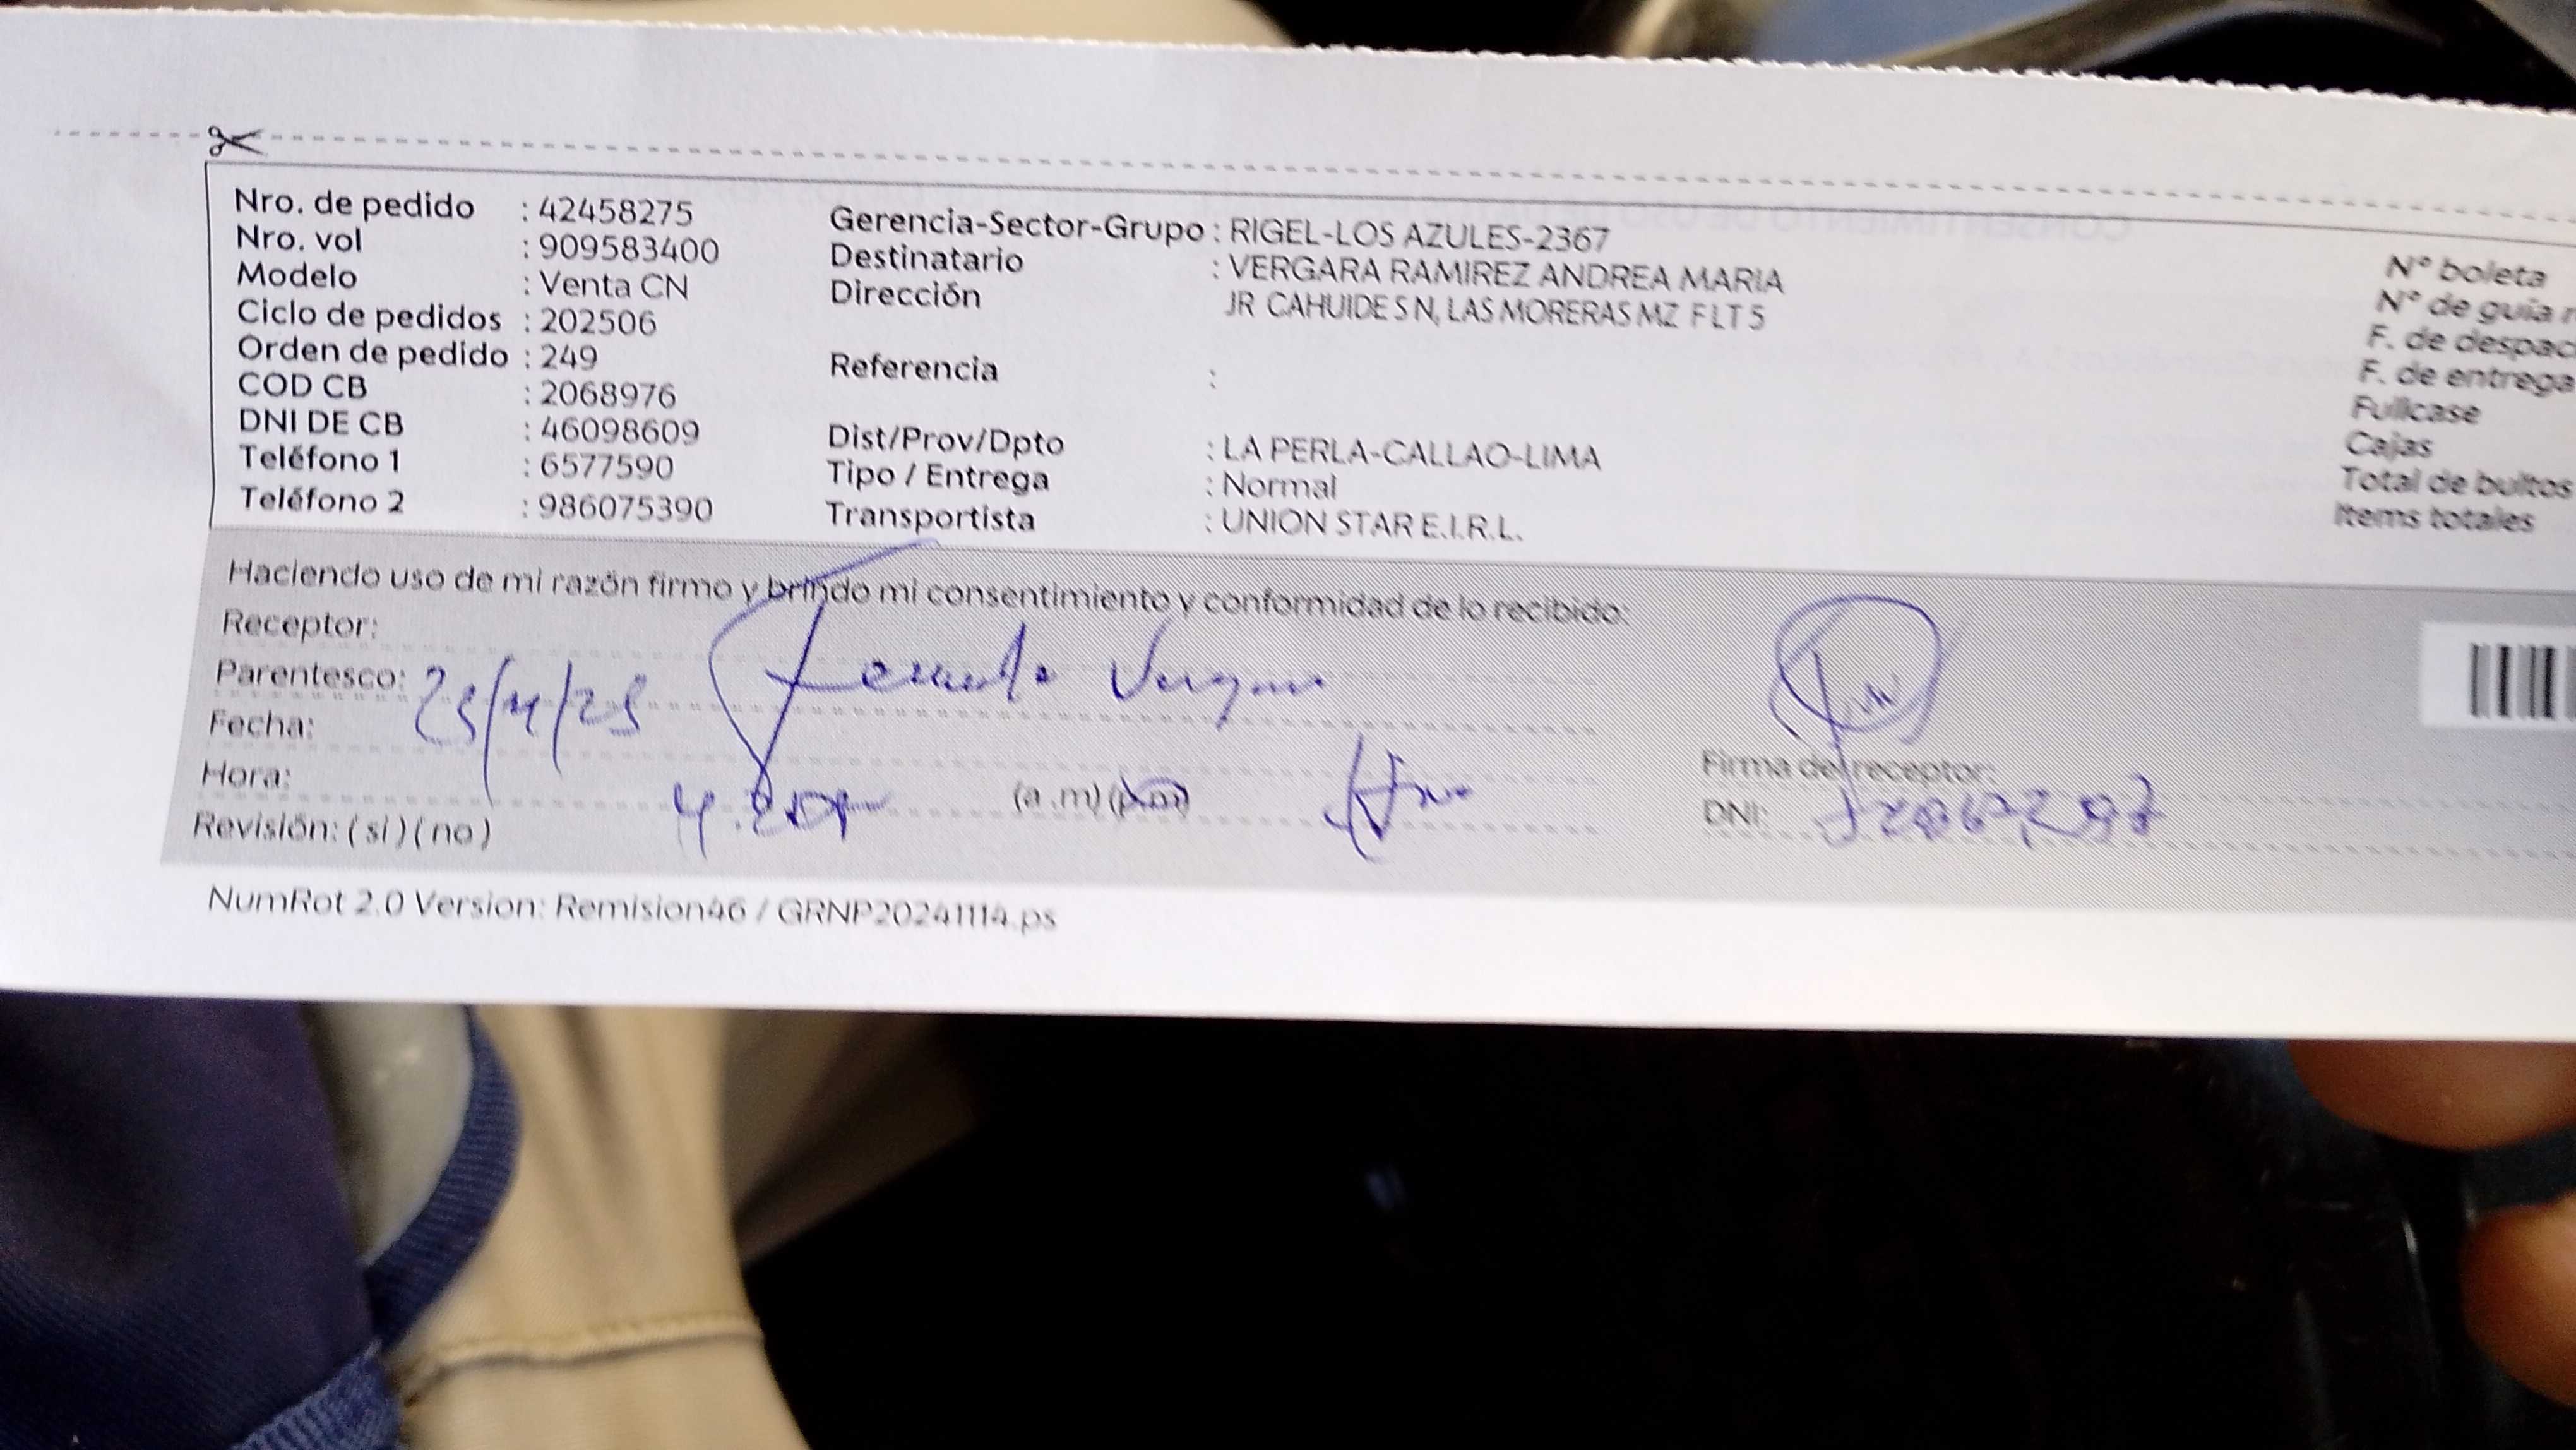 Nro. de pedido : 42458275
Nro. vol : 909583400
Modelo : Venta CN
Ciclo de pedidos : 202506
Orden de pedido : 249
COD CB : 2068976
DNI DE CB : 46098609
Teléfono 1 : 6577590
Teléfono 2 : 986075390
Gerencia-Sector-Grupo : RIGEL-LOS AZULES-2367
Destinatario : VERGARA RAMIREZ ANDREA MARIA
Dirección JR CAHUIDE S N, LAS MORERAS MZ F LT 5
Referencia :
Dist/Prov/Dpto : LA PERLA-CALLAO-LIMA
Tipo / Entrega : Normal
Transportista : UNION STAR E.I.R.L.
N° boleta
N° de guía
F. de despac
F. de entrega
Fullcase
Cajas
Total de bultos
Items totales
Haciendo uso de mi razón firmo y brindo mi consentimiento y conformidad de lo recibido:
Receptor:
Parentesco:
Fecha:
Hora: (a .m) (p.m)
Revisión: ( si ) ( no )
Firma del receptor:
DNI:
NumRot 2.0 Version: Remision46 / GRNP20241114.ps